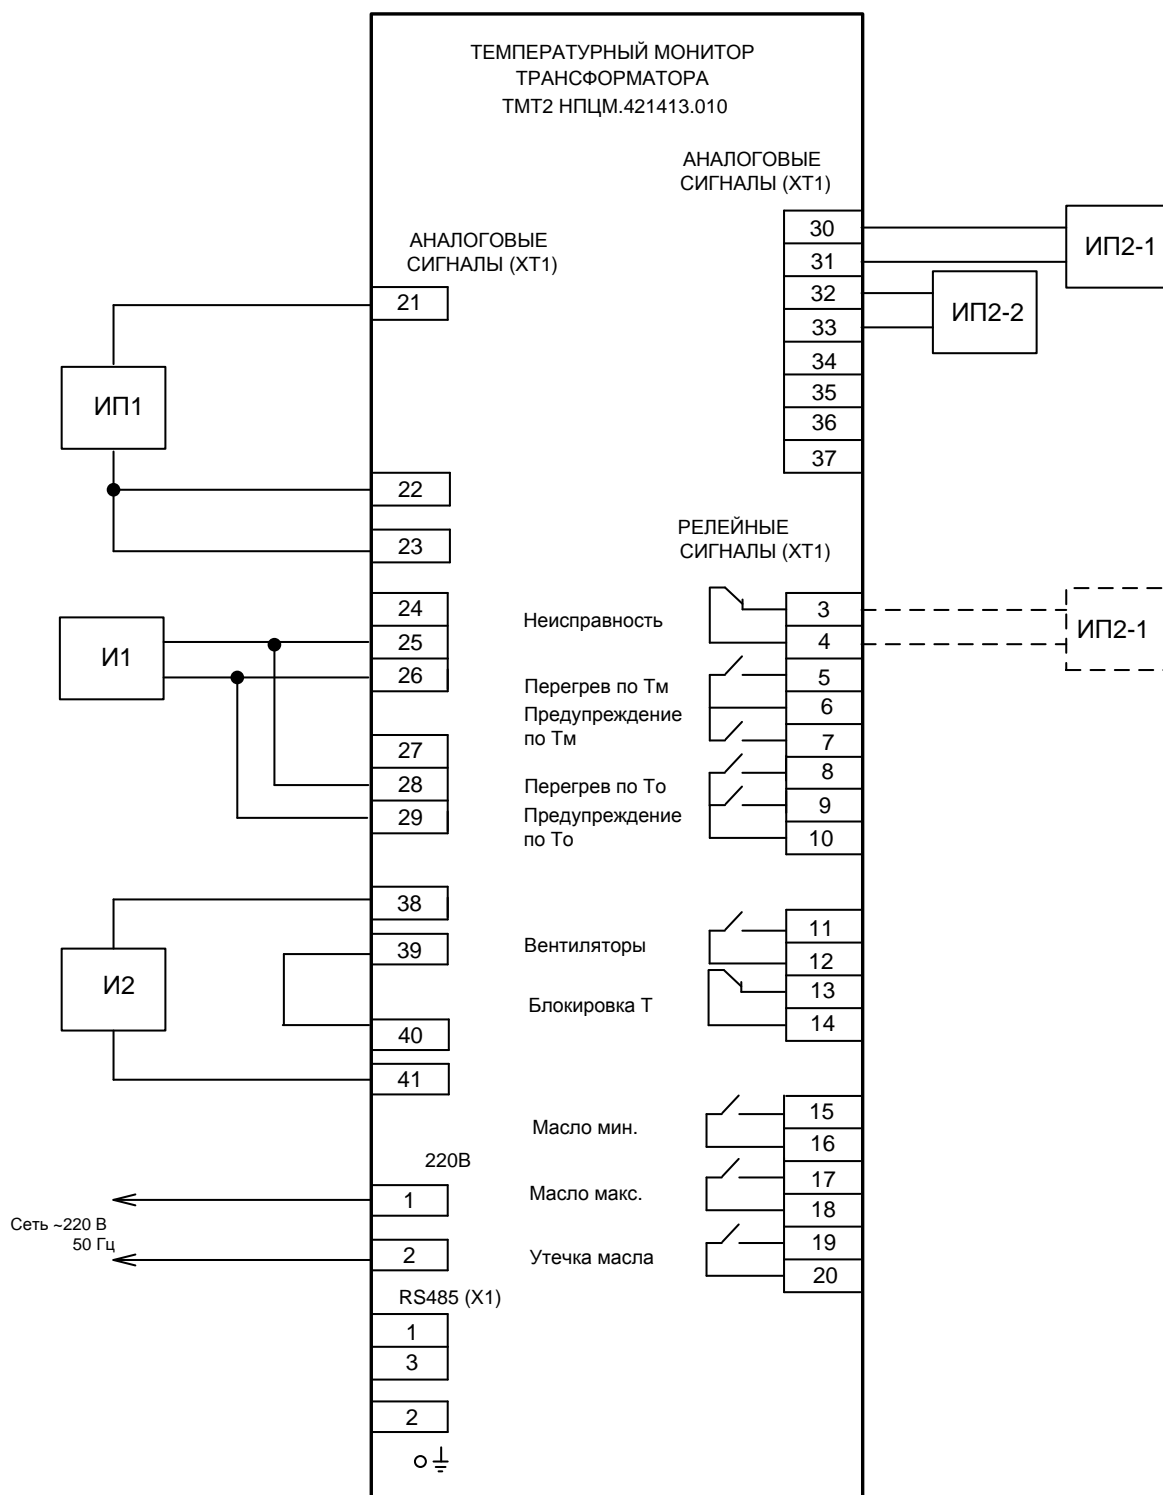 ТЕМПЕРАТУРНЫЙ МОНИТОР
ТРАНСФОРМАТОРА
ТМТ2 НПЦМ.421413.010
АНАЛОГОВЫЕ
СИГНАЛЫ (ХТ1)
30
31
32
33
34
35
36
37
ИП2-1
ИП2-2
АНАЛОГОВЫЕ
СИГНАЛЫ (ХТ1)
21
ИП1
22
23
24
25
26
И1
27
28
29
38
39
И2
40
41
220В
1
Сеть ~220 В
50 Гц
2
RS485 (X1)
1
3
2
РЕЛЕЙНЫЕ
СИГНАЛЫ (ХТ1)
Неисправность
3
4
ИП2-1
5
Перегрев по Тм
6
Предупреждение
по Тм
7
8
Перегрев по То
9
Предупреждение
по То
10
11
Вентиляторы
12
13
Блокировка Т
14
15
Масло мин.
16
17
Масло макс.
18
19
Утечка масла
20